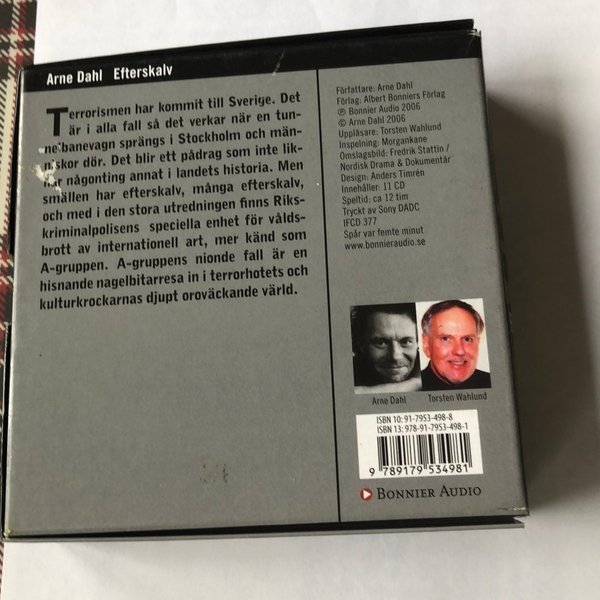 Arne Dahl Efterskalv
Terrorismen har kommit till Sverige. Det
är i alla fall så det verkar när en tun-
nelbanevagn sprängs i Stockholm och män-
niskor dör. Det blir ett pådrag som inte lik-
nar någonting annat i landets historia. Men
smällen har efterskalv, många efterskalv,
och med i den stora utredningen finns Riks-
kriminalpolisens speciella enhet förålds-
brott av internationell art, mer känd som
A-gruppen. A-gruppens nionde fall är en
hisnande nagelbitarresa in i terrorhotets och
kulturkrockarnas djupt oroväckande värld.
Författare: Arne Dahl
Förlag: Albert Bonniers Förlag
℗ Bonnier Audio 2006
© Arne Dahl 2006
Uppläsare: Torsten Wahlund
Inspelning: Morgankane
Omslagsbild: Fredrik Stattin /
Nordisk Drama & Dokumentär
Design: Anders Timrén
Innehåller: 11 CD
Speltid: ca 12 tim
Tryckt av Sony DADC
IFCD 377
Spår var femte minut
www.bonnieraudio.se
Arne Dahl Torsten Wahlund
ISBN 10: 91-7953-498-8
ISBN 13: 978-91-7953-498-1
9 789179 534981
BONNIER AUDIO